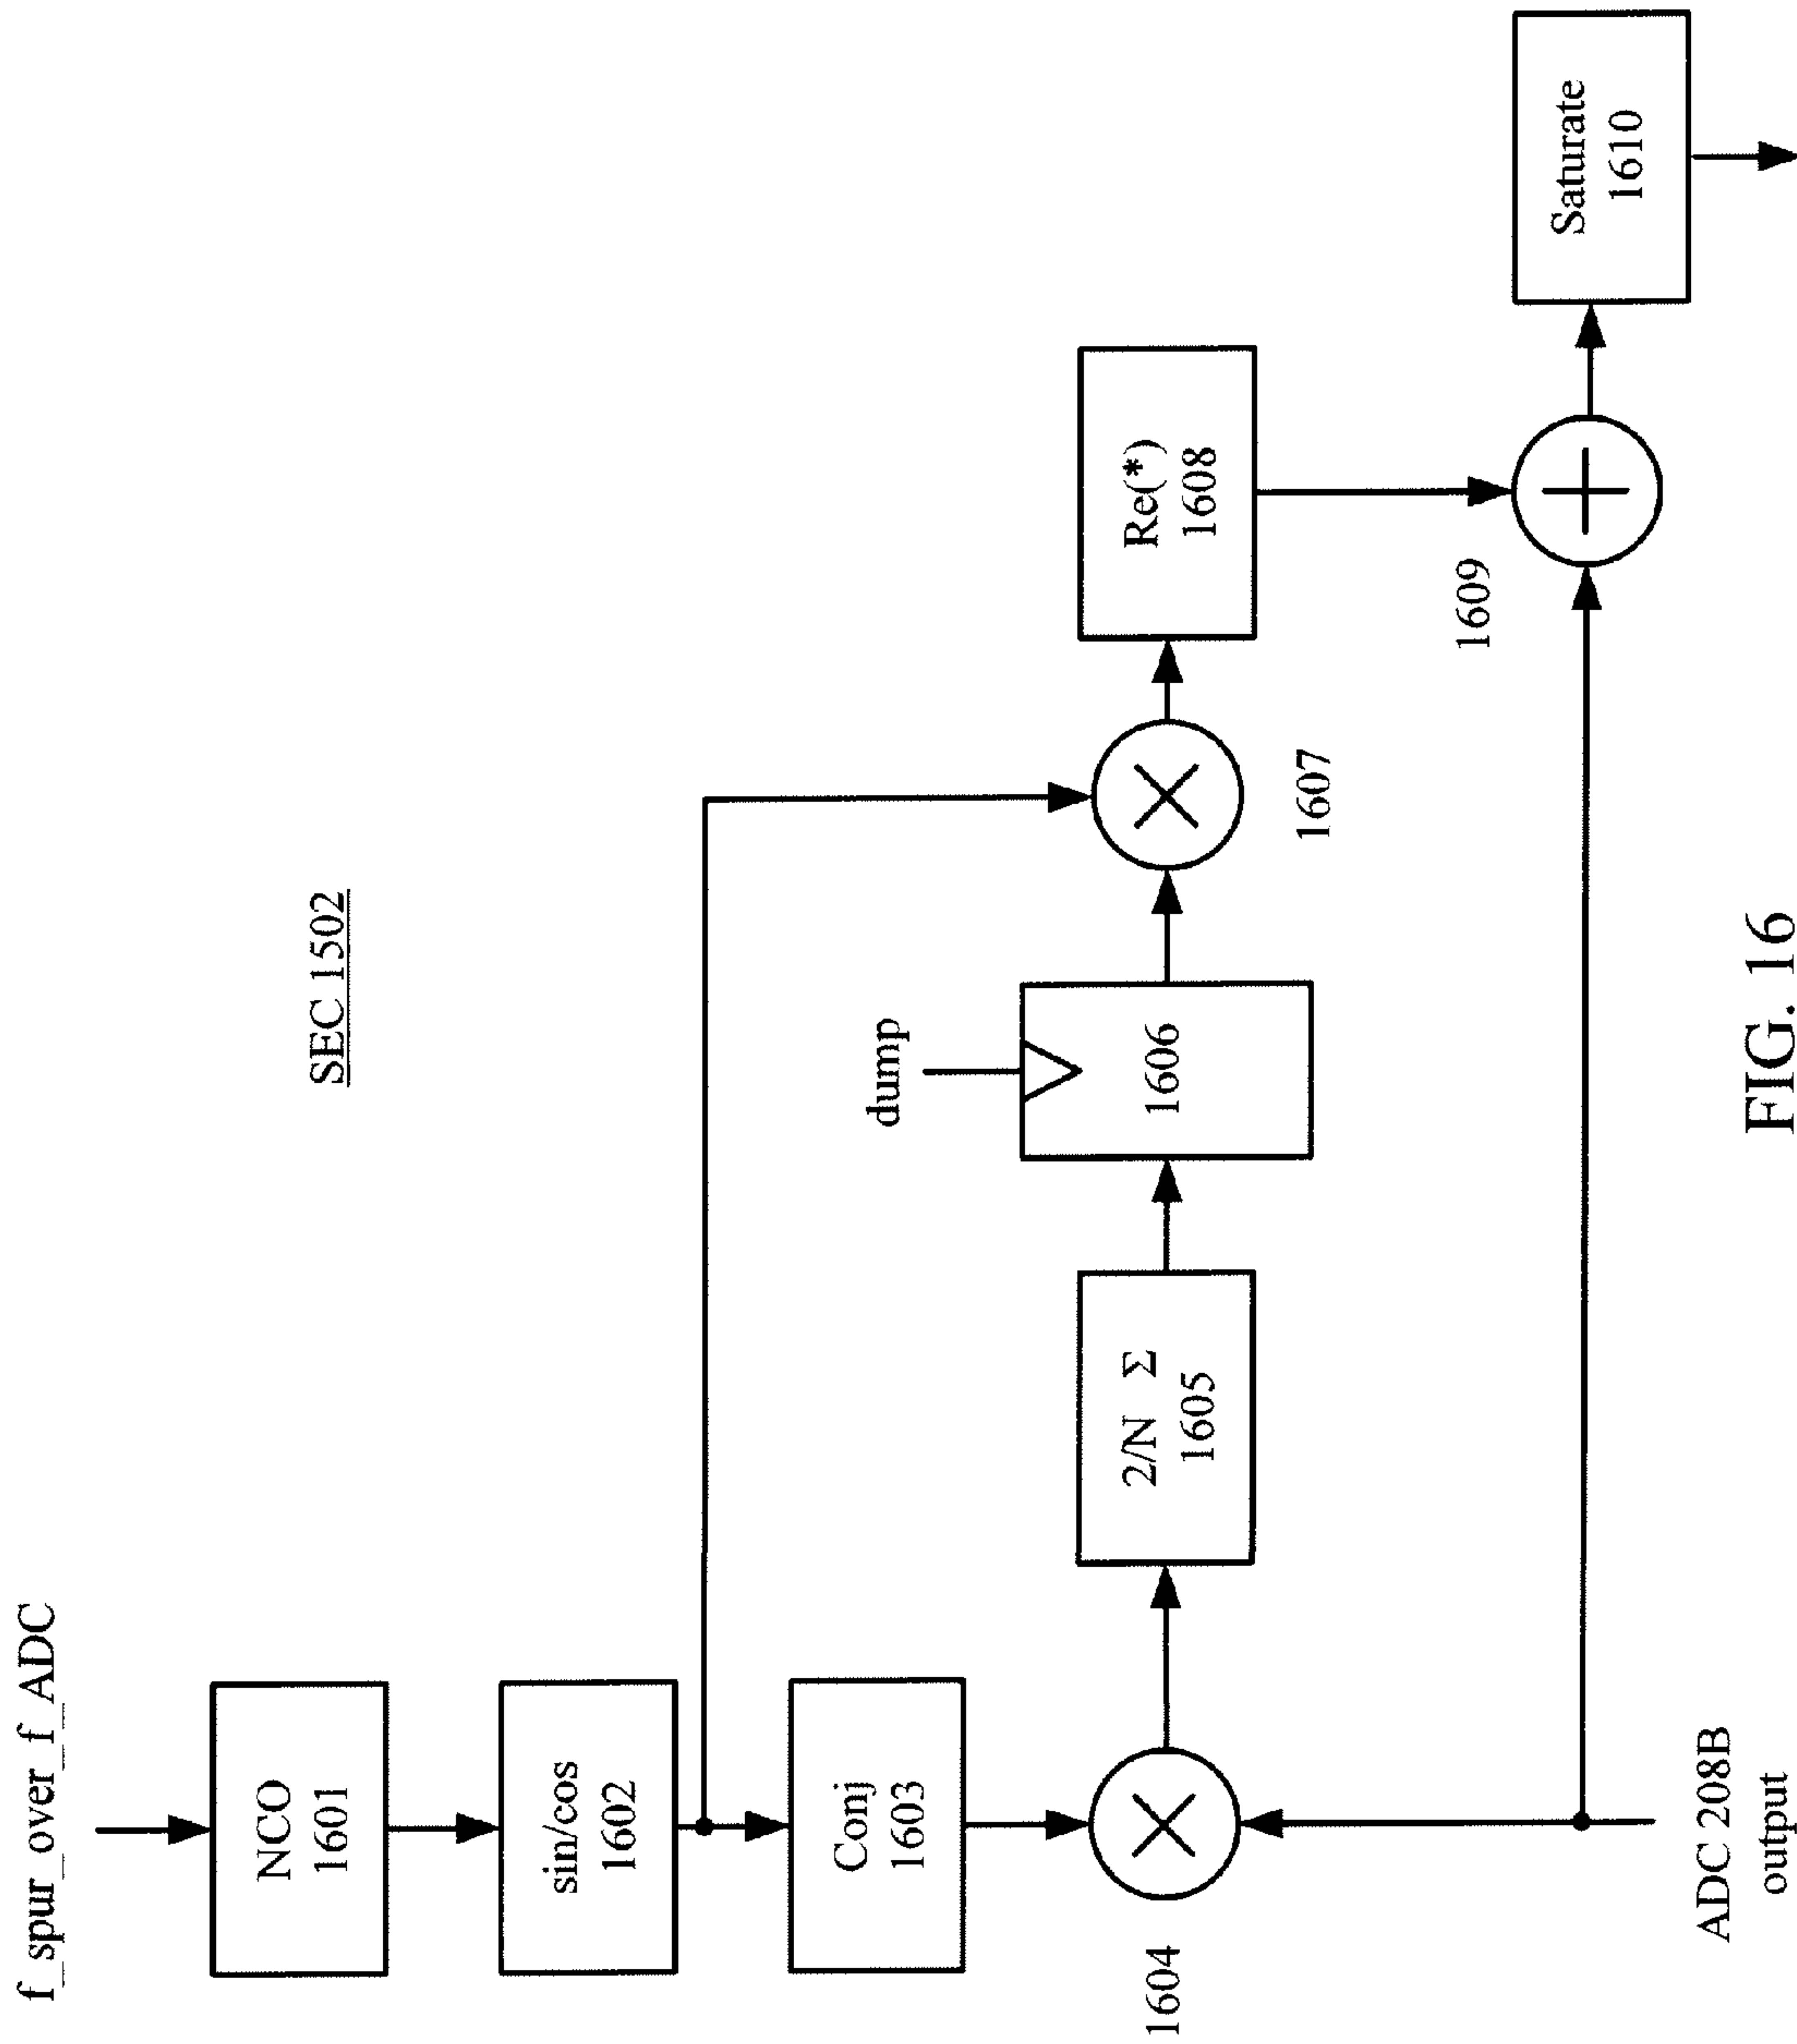 SEC 1502
f_spur_over_f_ADC
NCO
1601
sin/cos
1602
Conj
1603
1604
2/N Σ
1605
dump
1606
1607
Re(*)
1608
1609
Saturate
1610
ADC 208B
output
FIG. 16